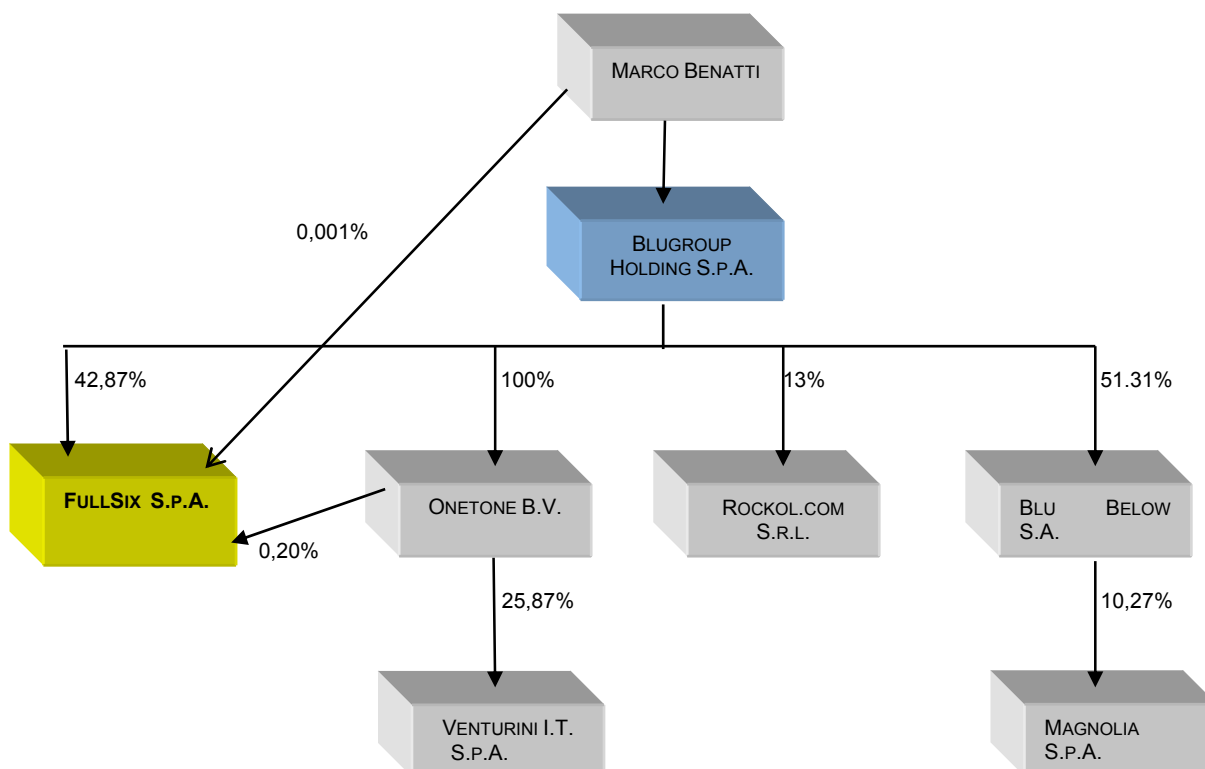 MARCO BENATTI
0,001%
BLUGROUP
HOLDING S.P.A.
42,87%
100%
13%
51.31%
FULLSIX S.P.A.
ONETONE B.V.
ROCKOL.COM
S.R.L.
BLU BELOW
S.A.
0,20%
25,87%
10,27%
VENTURINI I.T.
S.P.A.
MAGNOLIA
S.P.A.